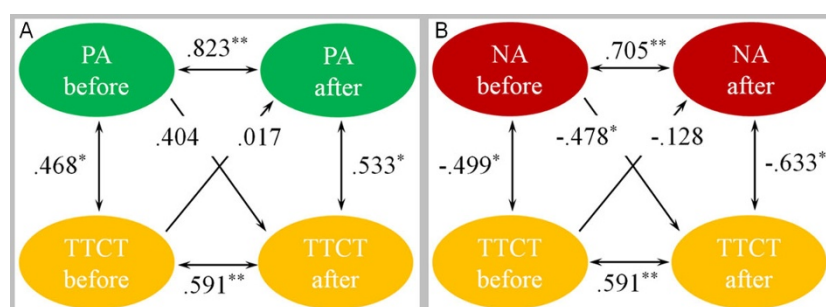 A
PA
before
.823**
PA
after
.468*
.404
.017
.533*
TTCT
before
.591**
TTCT
after
B
NA
before
.705**
NA
after
-.499*
-.478*
-.128
-.633*
TTCT
before
.591**
TTCT
after